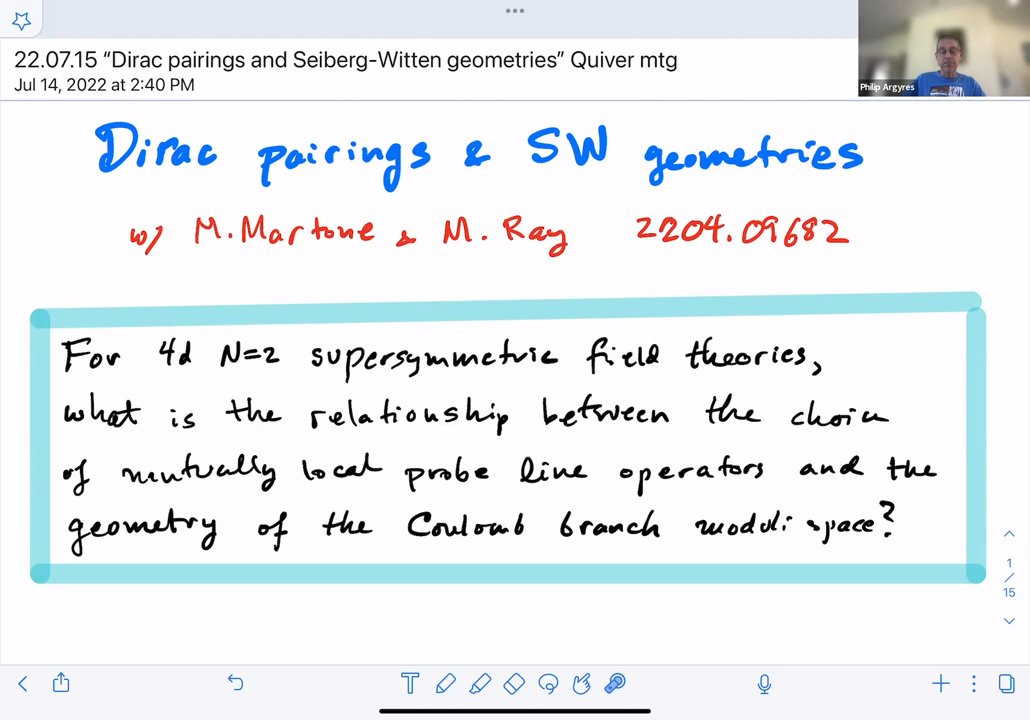 22.07.15 “Dirac pairings and Seiberg-Witten geometries” Quiver mtg
Jul 14, 2022 at 2:40 PM
Philip Argyres
Dirac pairings & SW geometries
w/ M. Martone & M. Ray 2204.09682
For 4d N=2 supersymmetric field theories,
what is the relationship between the choice
of mutually local probe line operators and the
geometry of the Coulomb branch moduli space?
1
/
15
T